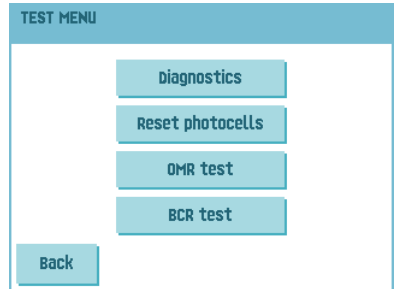 TEST MENU
Diagnostics
Reset photocells
OMR test
BCR test
Back